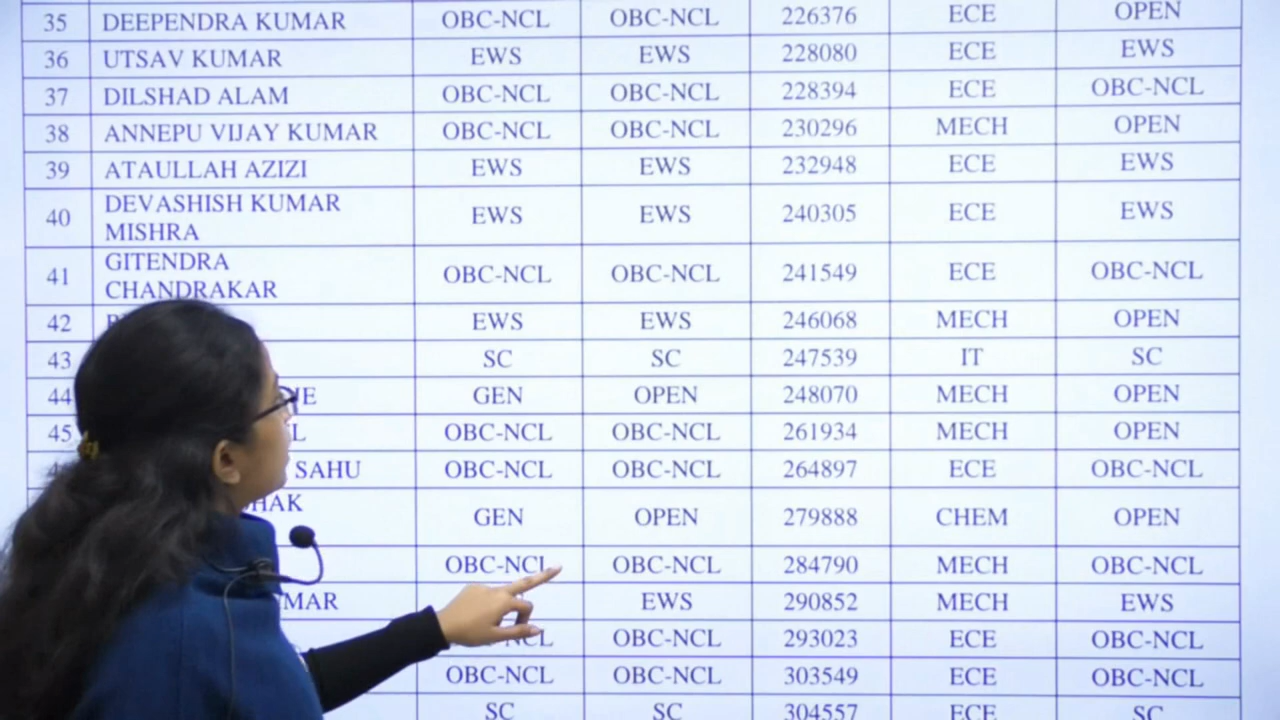 35 DEEPENDRA KUMAR OBC-NCL OBC-NCL 226376 ECE OPEN
36 UTSAV KUMAR EWS EWS 228080 ECE EWS
37 DILSHAD ALAM OBC-NCL OBC-NCL 228394 ECE OBC-NCL
38 ANNEPU VIJAY KUMAR OBC-NCL OBC-NCL 230296 MECH OPEN
39 ATAULLAH AZIZI EWS EWS 232948 ECE EWS
40 DEVASHISH KUMAR MISHRA EWS EWS 240305 ECE EWS
41 GITENDRA CHANDRAKAR OBC-NCL OBC-NCL 241549 ECE OBC-NCL
42 EWS EWS 246068 MECH OPEN
43 SC SC 247539 IT SC
44 GEN OPEN 248070 MECH OPEN
45 OBC-NCL OBC-NCL 261934 MECH OPEN
SAHU OBC-NCL OBC-NCL 264897 ECE OBC-NCL
GEN OPEN 279888 CHEM OPEN
OBC-NCL OBC-NCL 284790 MECH OBC-NCL
EWS 290852 MECH EWS
OBC-NCL 293023 ECE OBC-NCL
OBC-NCL OBC-NCL 303549 ECE OBC-NCL
SC SC 304557 ECE SC